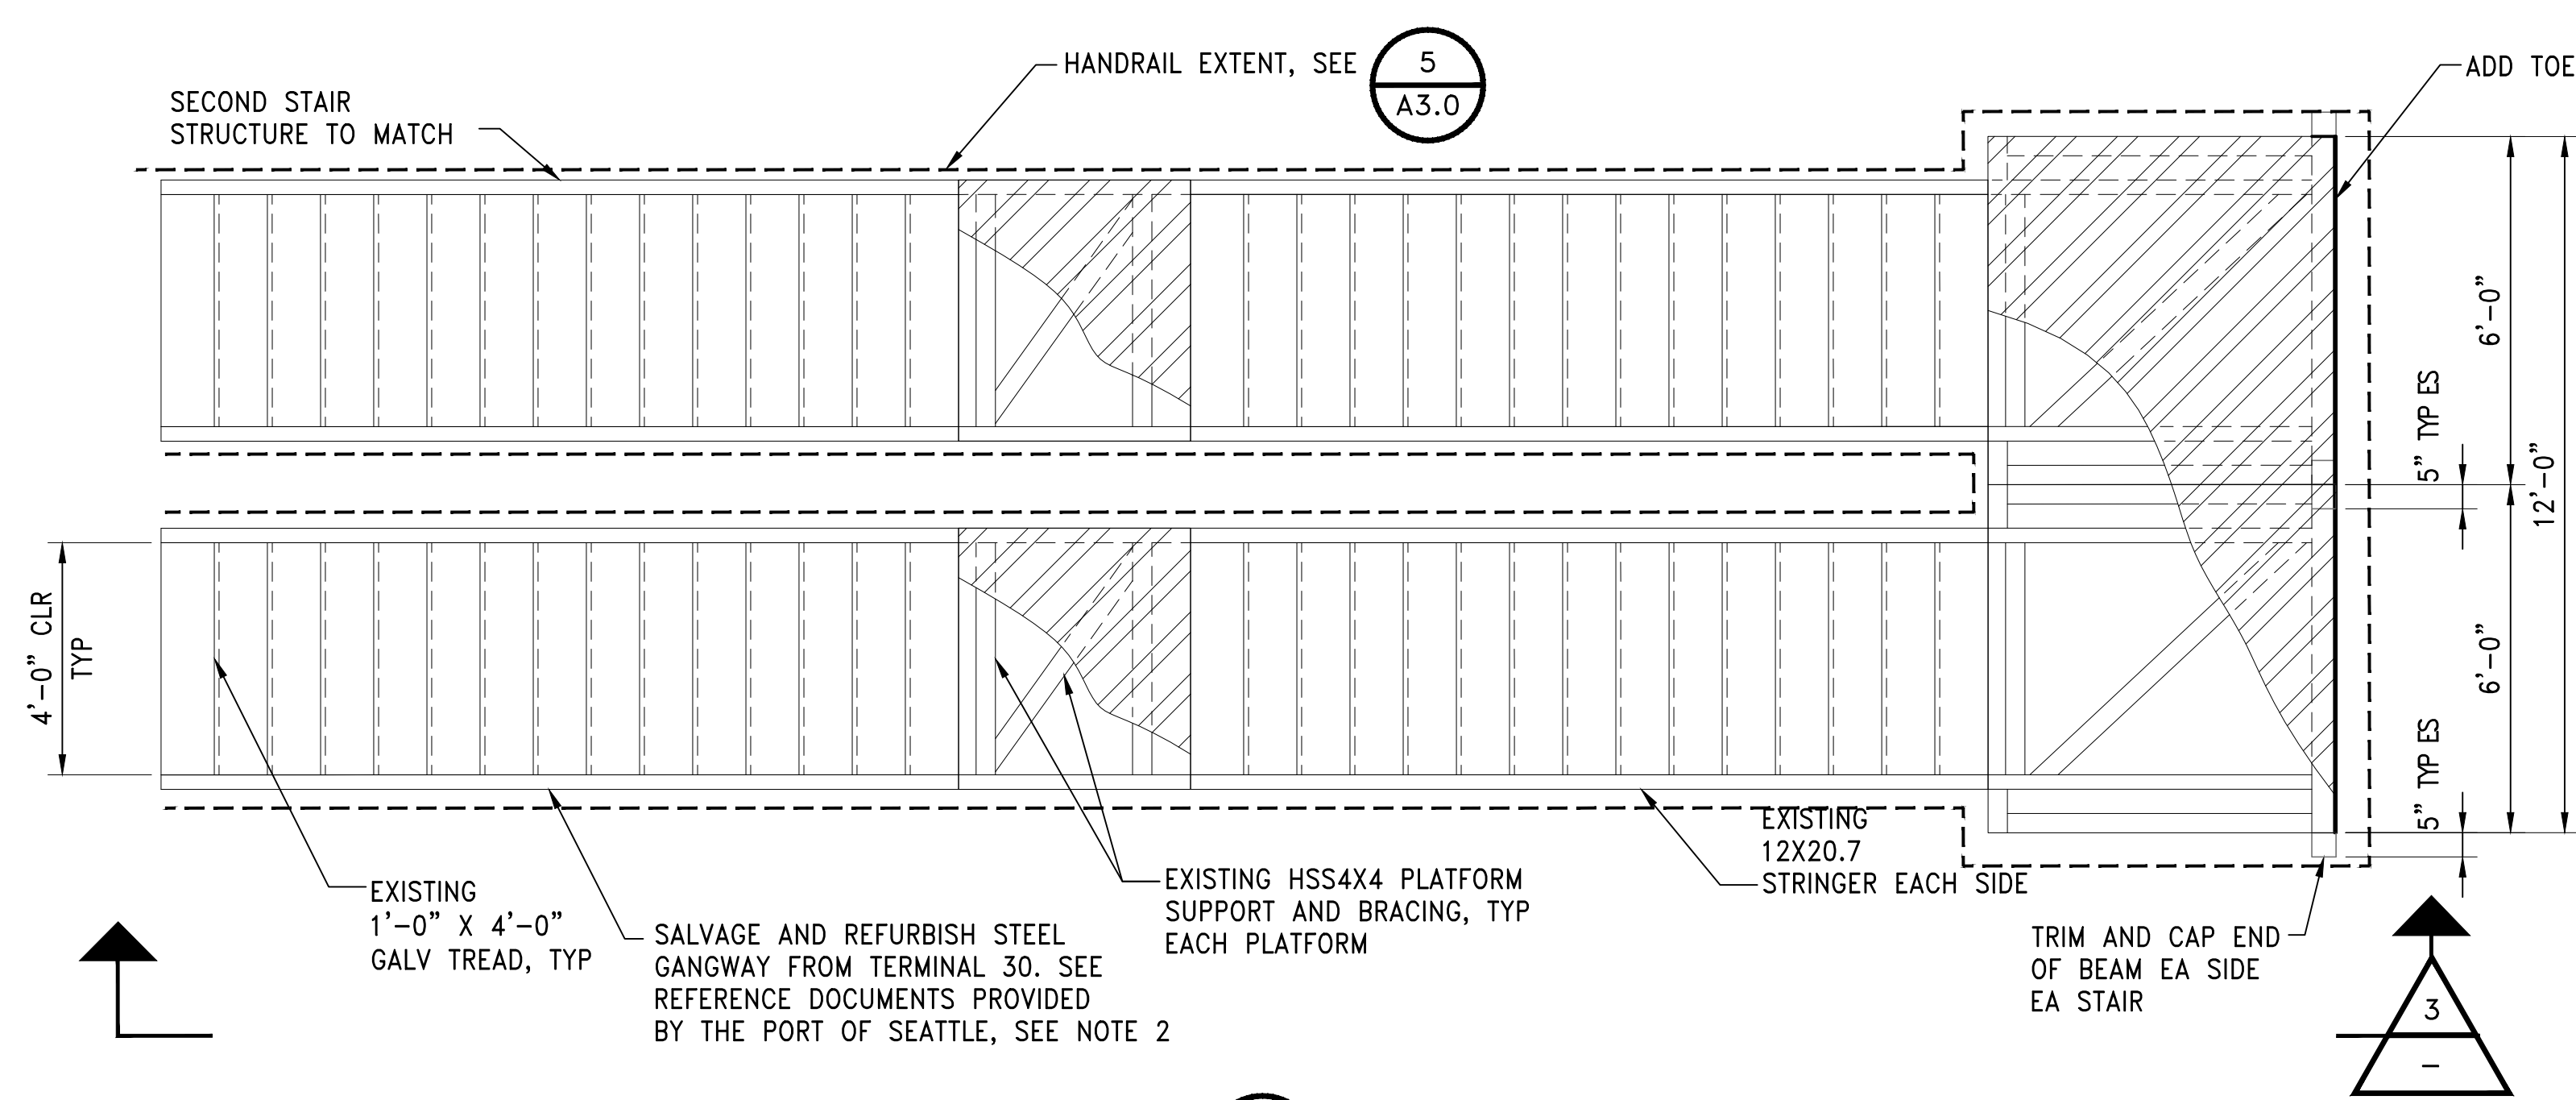 HANDRAIL EXTENT, SEE
5
A3.0
ADD TOE
SECOND STAIR
STRUCTURE TO MATCH
6'-0"
5" TYP ES
12'-0"
4'-0" CLR
TYP
6'-0"
5" TYP ES
EXISTING
12X20.7
STRINGER EACH SIDE
EXISTING HSS4X4 PLATFORM
SUPPORT AND BRACING, TYP
EACH PLATFORM
EXISTING
1'-0" X 4'-0"
GALV TREAD, TYP
SALVAGE AND REFURBISH STEEL
GANGWAY FROM TERMINAL 30. SEE
REFERENCE DOCUMENTS PROVIDED
BY THE PORT OF SEATTLE, SEE NOTE 2
TRIM AND CAP END
OF BEAM EA SIDE
EA STAIR
3
-